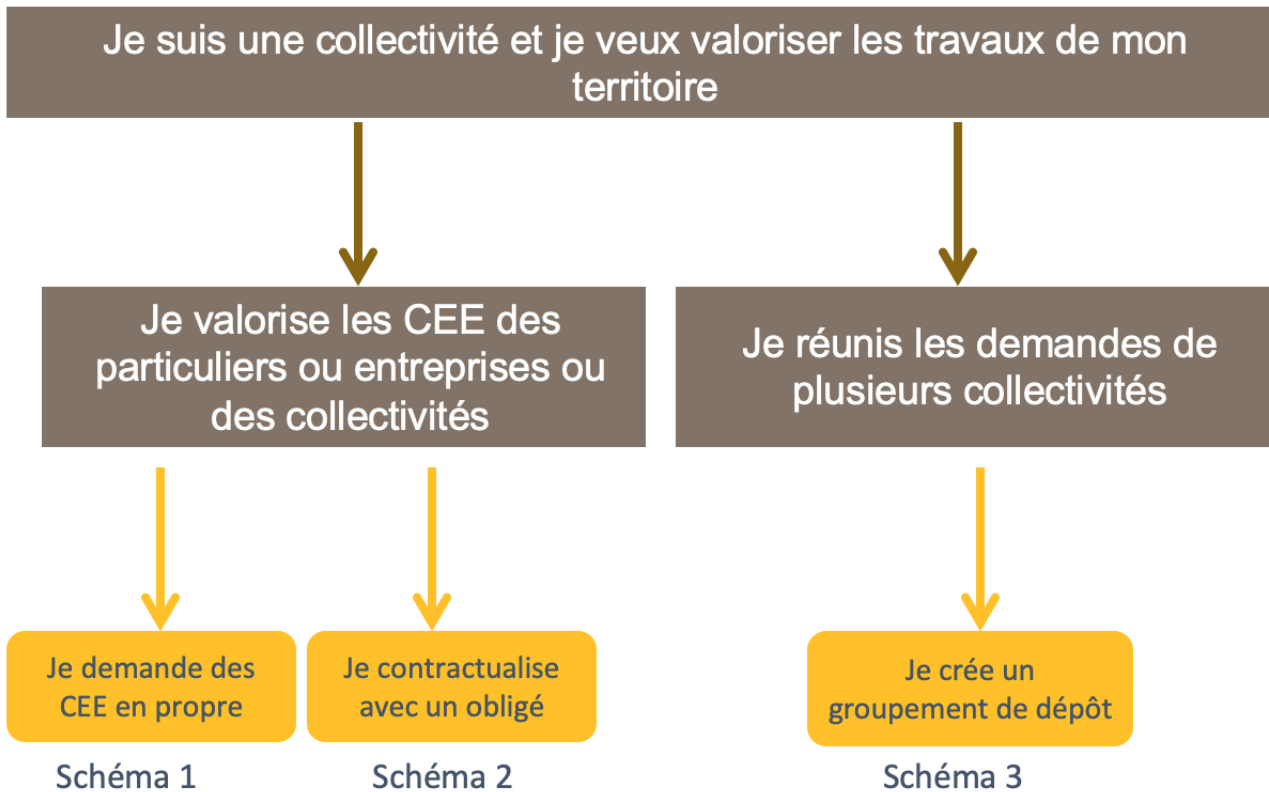 Je suis une collectivité et je veux valoriser les travaux de mon
territoire
Je valorise les CEE des
particuliers ou entreprises ou
des collectivités
Je réunis les demandes de
plusieurs collectivités
Je demande des
CEE en propre
Je contractualise
avec un obligé
Je crée un
groupement de dépôt
Schéma 1
Schéma 2
Schéma 3